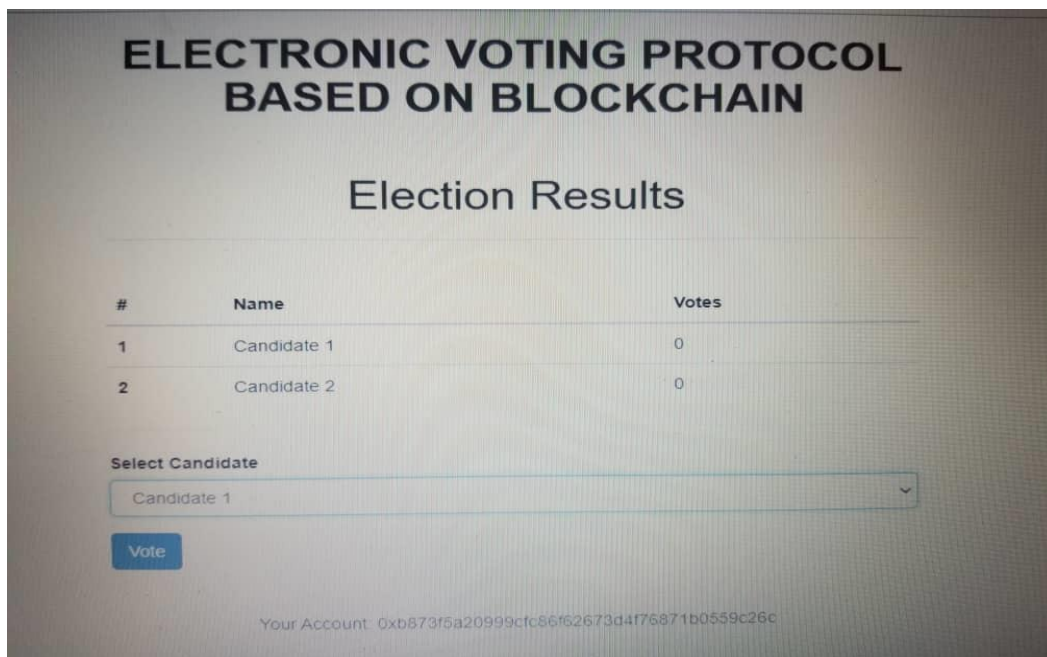 ELECTRONIC VOTING PROTOCOL
BASED ON BLOCKCHAIN
Election Results
# Name Votes
1 Candidate 1 0
2 Candidate 2 0
Select Candidate
Candidate 1
Vote
Your Account: 0xb873f5a20999cfc86f62673d4f76871b0559c26c